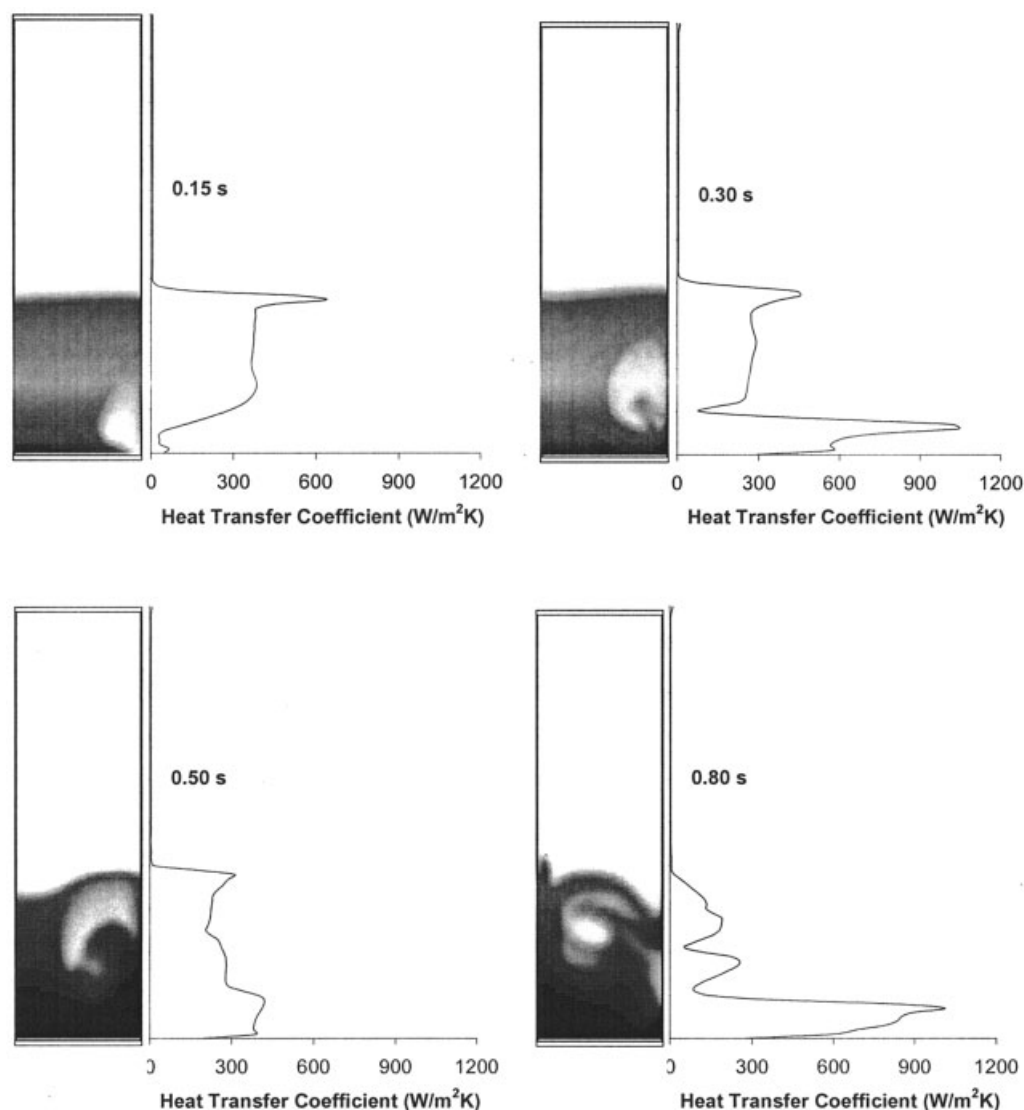 0.15 s
0.30 s
0 300 600 900 1200
Heat Transfer Coefficient (W/m²K)
0 300 600 900 1200
Heat Transfer Coefficient (W/m²K)
0.50 s
0.80 s
0 300 600 900 1200
Heat Transfer Coefficient (W/m²K)
0 300 600 900 1200
Heat Transfer Coefficient (W/m²K)